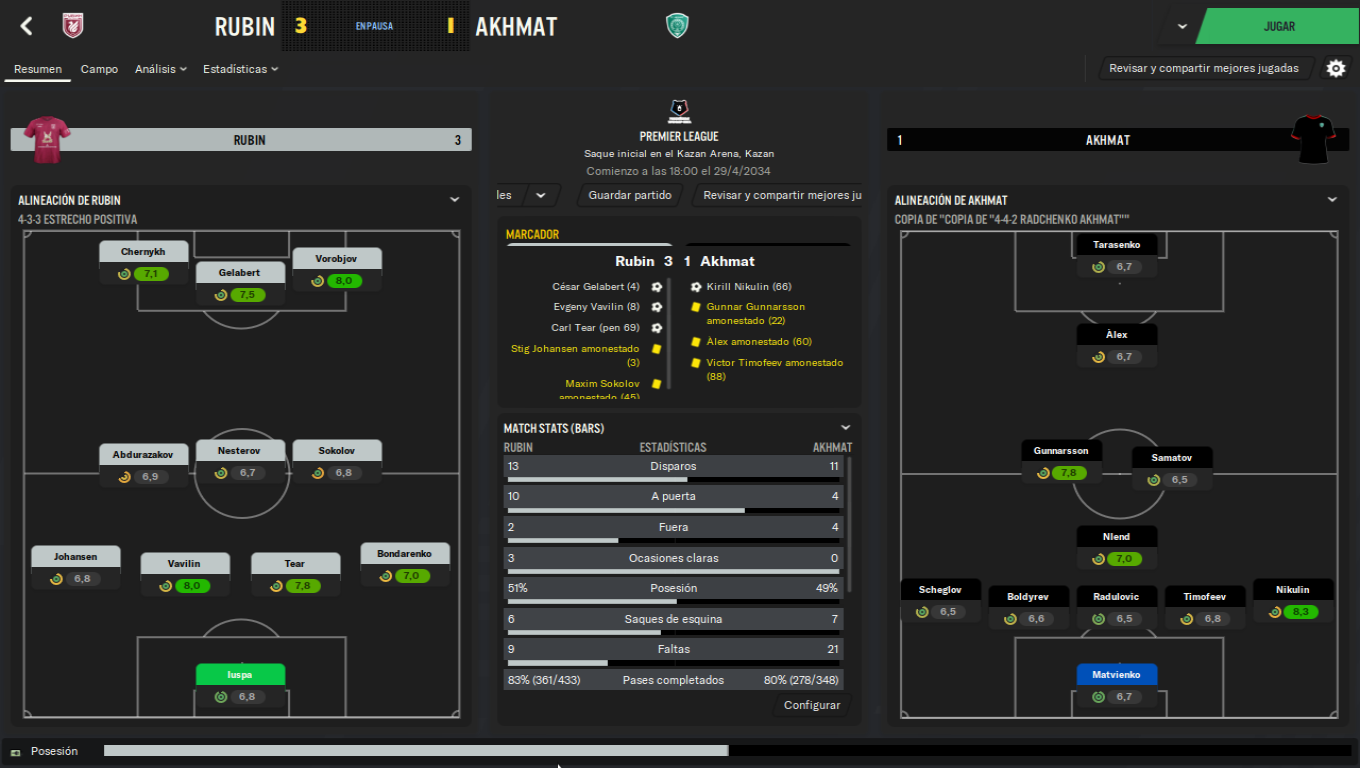 RUBIN 3 EN PAUSA 1 AKHMAT
JUGAR
Resumen Campo Análisis Estadísticas
Revisar y compartir mejores jugadas
RUBIN 3
PREMIER LEAGUE
Saque inicial en el Kazan Arena, Kazan
Comienzo a las 18:00 el 29/4/2034
les Guardar partido Revisar y compartir mejores ju
1 AKHMAT
ALINEACIÓN DE RUBIN
4-3-3 ESTRECHO POSITIVA
Chernykh
7,1
Gelabert
7,5
Vorobjov
8,0
Abdurazakov
6,9
Nesterov
6,7
Sokolov
6,8
Johansen
6,8
Vavilin
8,0
Tear
7,8
Bondarenko
7,0
Iuspa
6,8
MARCADOR
Rubin 3 1 Akhmat
César Gelabert (4)
Evgeny Vavilin (8)
Carl Tear (pen 69)
Stig Johansen amonestado
(3)
Maxim Sokolov
amonestado (45)
Kirill Nikulin (66)
Gunnar Gunnarsson
amonestado (22)
Àlex amonestado (60)
Victor Timofeev amonestado
(88)
MATCH STATS (BARS)
RUBIN ESTADÍSTICAS AKHMAT
13 Disparos 11
10 A puerta 4
2 Fuera 4
3 Ocasiones claras 0
51% Posesión 49%
6 Saques de esquina 7
9 Faltas 21
83% (361/433) Pases completados 80% (278/348)
Configurar
ALINEACIÓN DE AKHMAT
COPIA DE "COPIA DE "4-4-2 RADCHENKO AKHMAT""
Tarasenko
6,7
Àlex
6,7
Gunnarsson
7,8
Samatov
6,5
Nlend
7,0
Scheglov
6,5
Boldyrev
6,6
Radulovic
6,5
Timofeev
6,8
Nikulin
8,3
Matvienko
6,7
Posesión